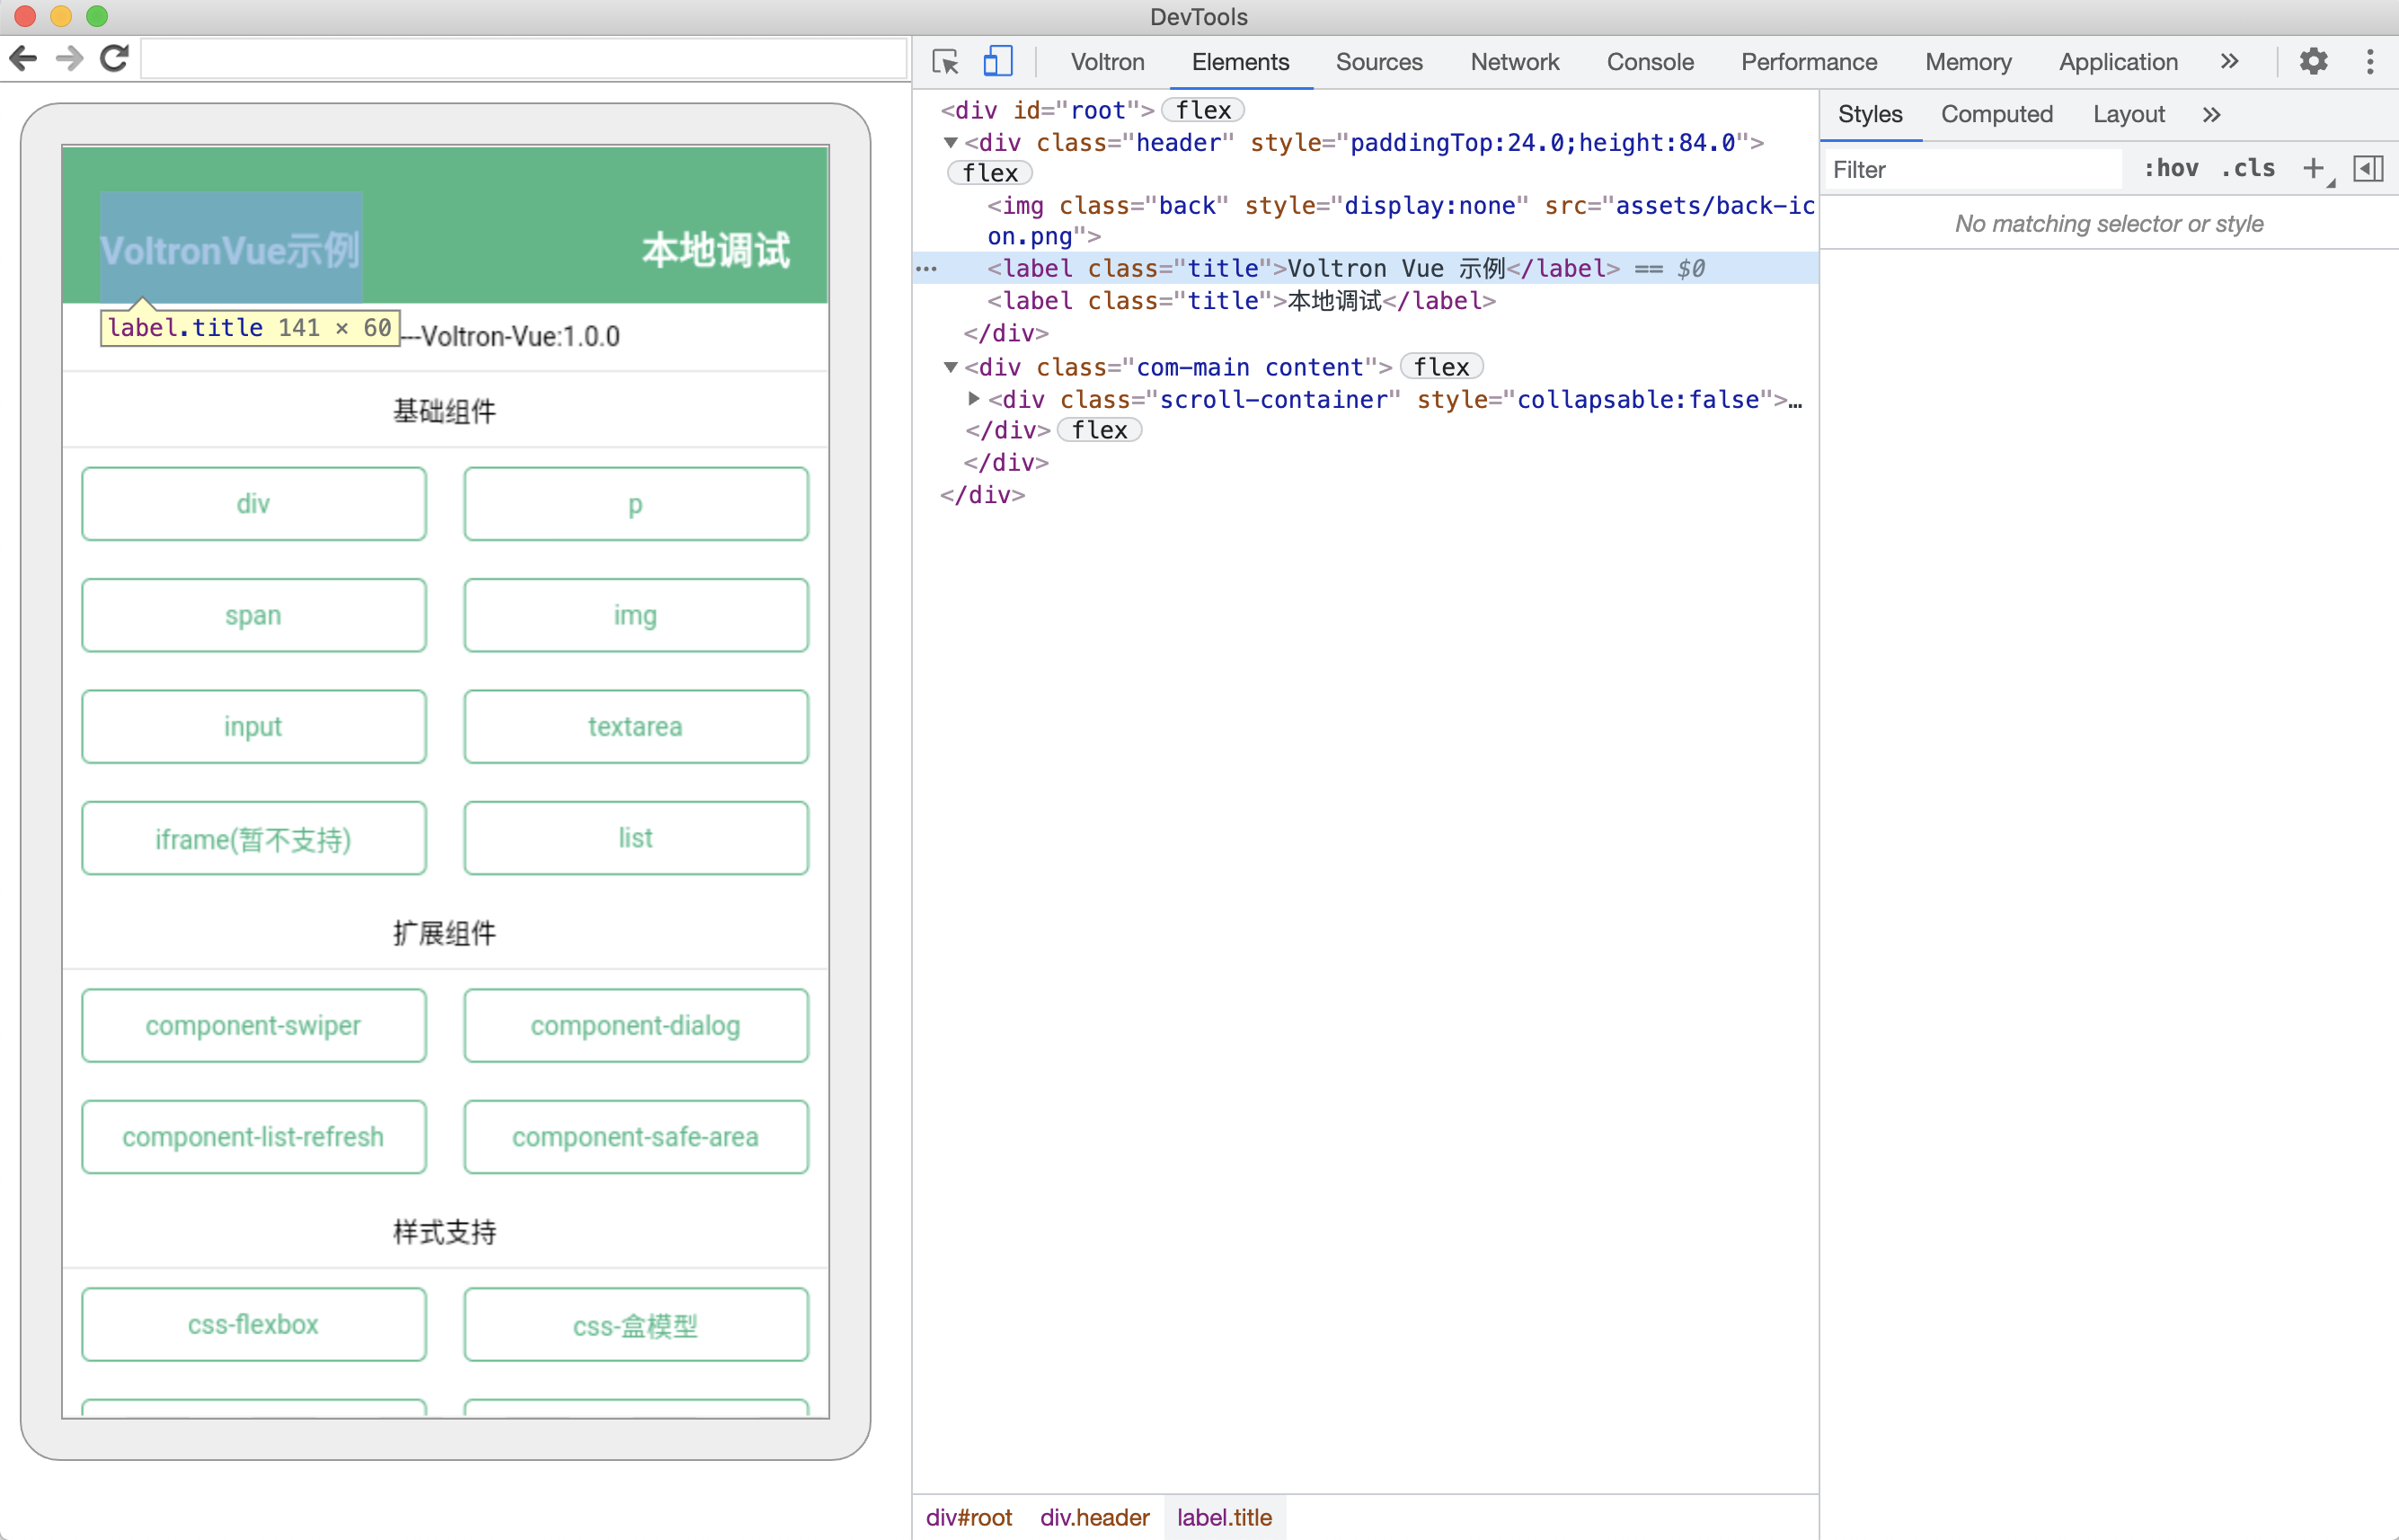 DevTools
Voltron Elements Sources Network Console Performance Memory Application »
VoltronVue示例 本地调试
label.title 141 × 60
--Voltron-Vue:1.0.0
基础组件
div p
span img
input textarea
iframe(暂不支持) list
扩展组件
component-swiper component-dialog
component-list-refresh component-safe-area
样式支持
css-flexbox css-盒模型
<div id="root"> flex
▼<div class="header" style="paddingTop:24.0;height:84.0">
flex
<img class="back" style="display:none" src="assets/back-ic
on.png">
… <label class="title">Voltron Vue 示例</label> == $0
<label class="title">本地调试</label>
</div>
▼<div class="com-main content"> flex
▶<div class="scroll-container" style="collapsable:false">…
</div> flex
</div>
</div>
div#root div.header label.title
Styles Computed Layout »
Filter :hov .cls +
No matching selector or style